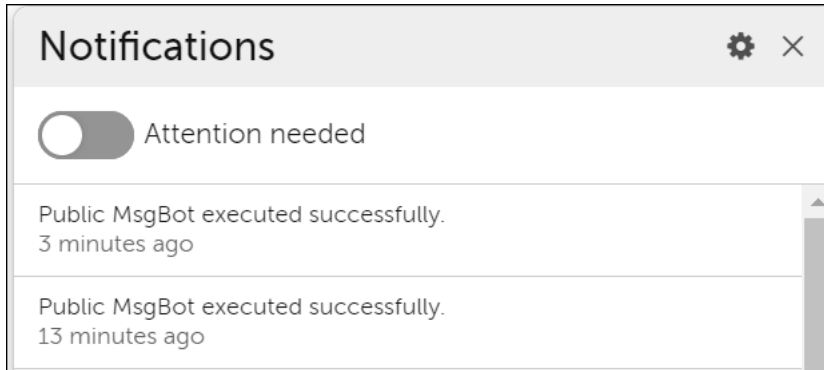 Notifications
Attention needed
Public MsgBot executed successfully.
3 minutes ago
Public MsgBot executed successfully.
13 minutes ago